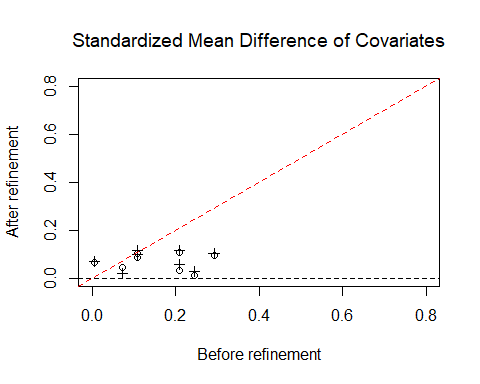 Standardized Mean Difference of Covariates
After refinement
0.8
0.6
0.4
0.2
0.0
0.0 0.2 0.4 0.6 0.8
Before refinement